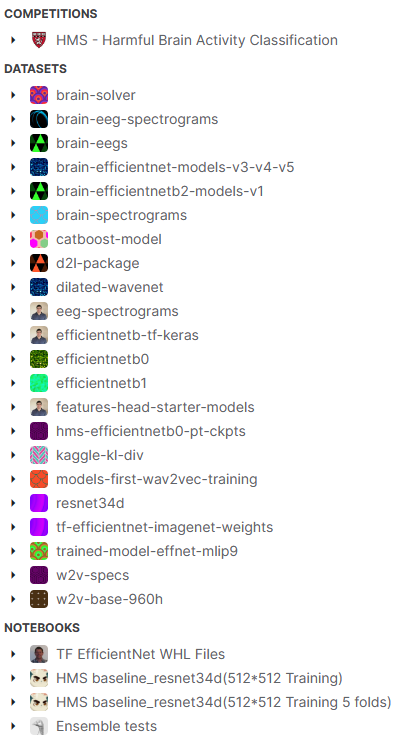 COMPETITIONS
HMS - Harmful Brain Activity Classification
DATASETS
brain-solver
brain-eeg-spectrograms
brain-eegs
brain-efficientnet-models-v3-v4-v5
brain-efficientnetb2-models-v1
brain-spectrograms
catboost-model
d2l-package
dilated-wavenet
eeg-spectrograms
efficientnetb-tf-keras
efficientnetb0
efficientnetb1
features-head-starter-models
hms-efficientnetb0-pt-ckpts
kaggle-kl-div
models-first-wav2vec-training
resnet34d
tf-efficientnet-imagenet-weights
trained-model-effnet-mlip9
w2v-specs
w2v-base-960h
NOTEBOOKS
TF EfficientNet WHL Files
HMS baseline_resnet34d(512*512 Training)
HMS baseline_resnet34d(512*512 Training 5 folds)
Ensemble tests